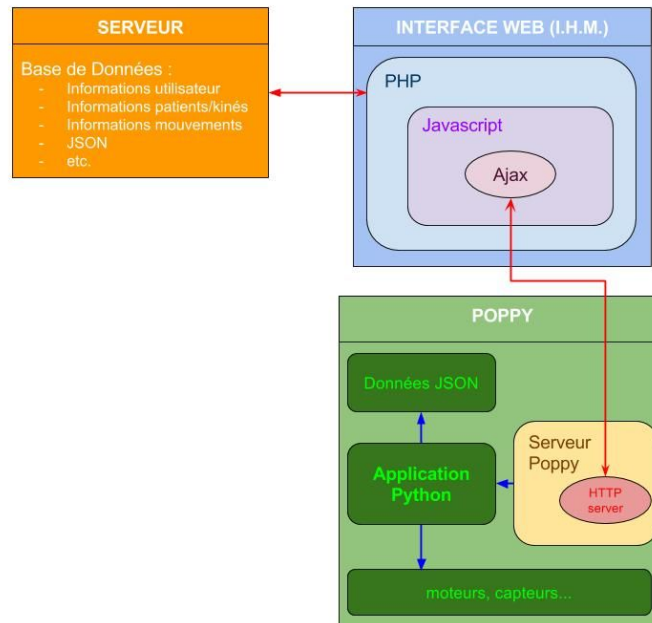 SERVEUR
Base de Données :
- Informations utilisateur
- Informations patients/kinés
- Informations mouvements
- JSON
- etc.
INTERFACE WEB (I.H.M.)
PHP
Javascript
Ajax
POPPY
Données JSON
Application
Python
Serveur
Poppy
HTTP
server
moteurs, capteurs...